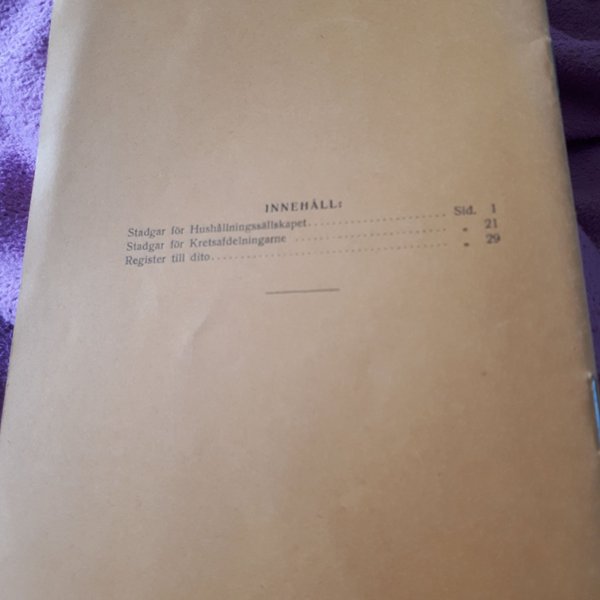 INNEHÅLL:
Stadgar för Hushållningssällskapet........................ Sid. 1
Stadgar för Kretsafdelningarne ........................... „ 21
Register till dito........................................ „ 29